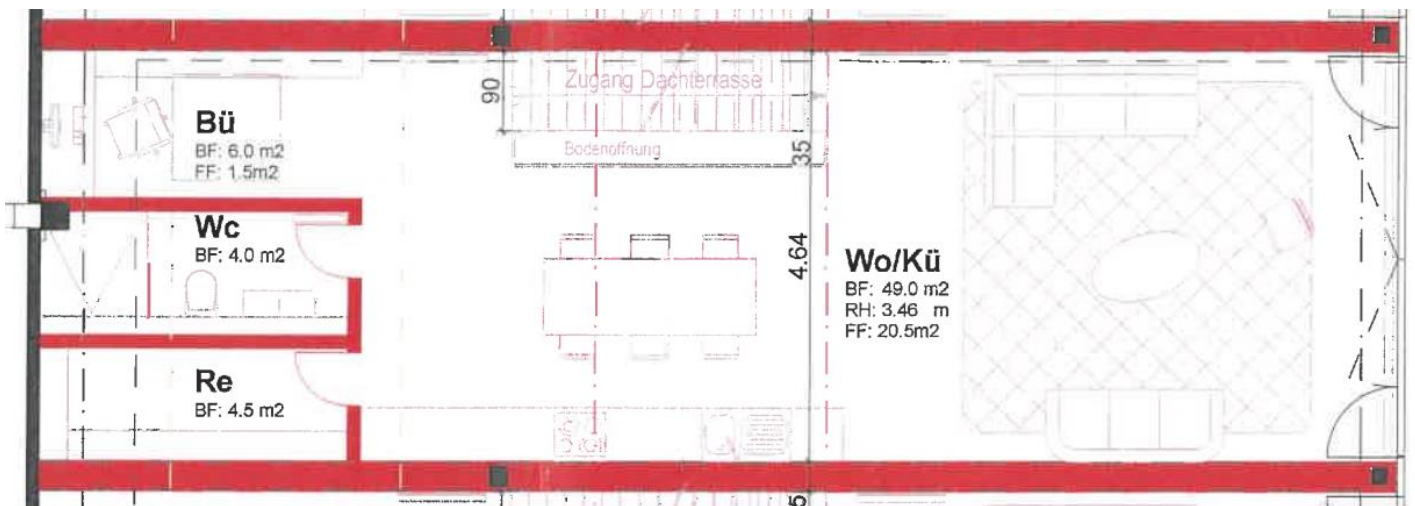 Zugang Dachterrasse
90
Bodenöffnung
35
Bü
BF: 6.0 m2
FF: 1.5m2
Wc
BF: 4.0 m2
Re
BF: 4.5 m2
4.64
Wo/Kü
BF: 49.0 m2
RH: 3.46 m
FF: 20.5m2
5